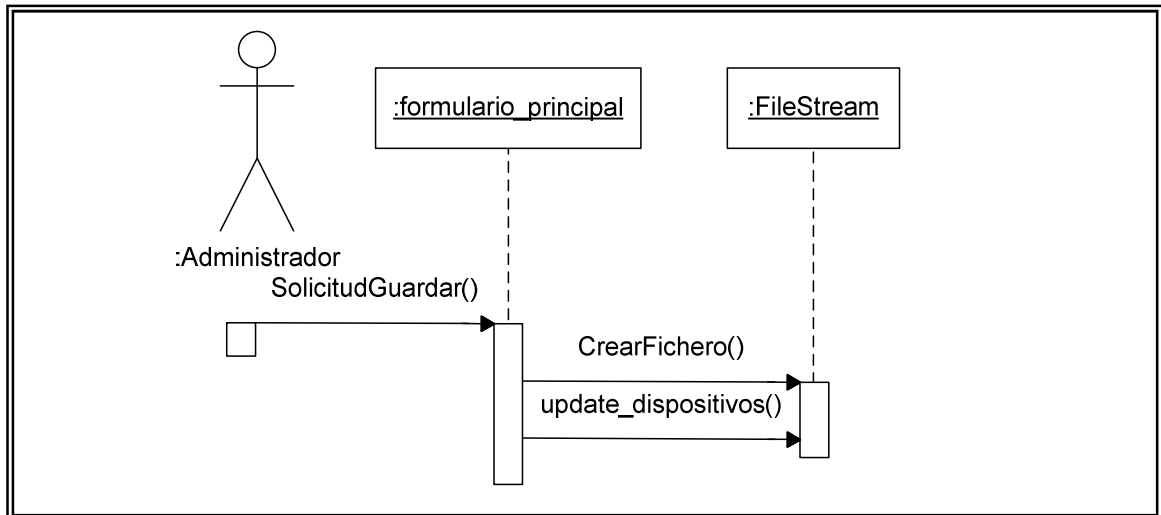 :formulario_principal
:FileStream
:Administrador
SolicitudGuardar()
CrearFichero()
update_dispositivos()